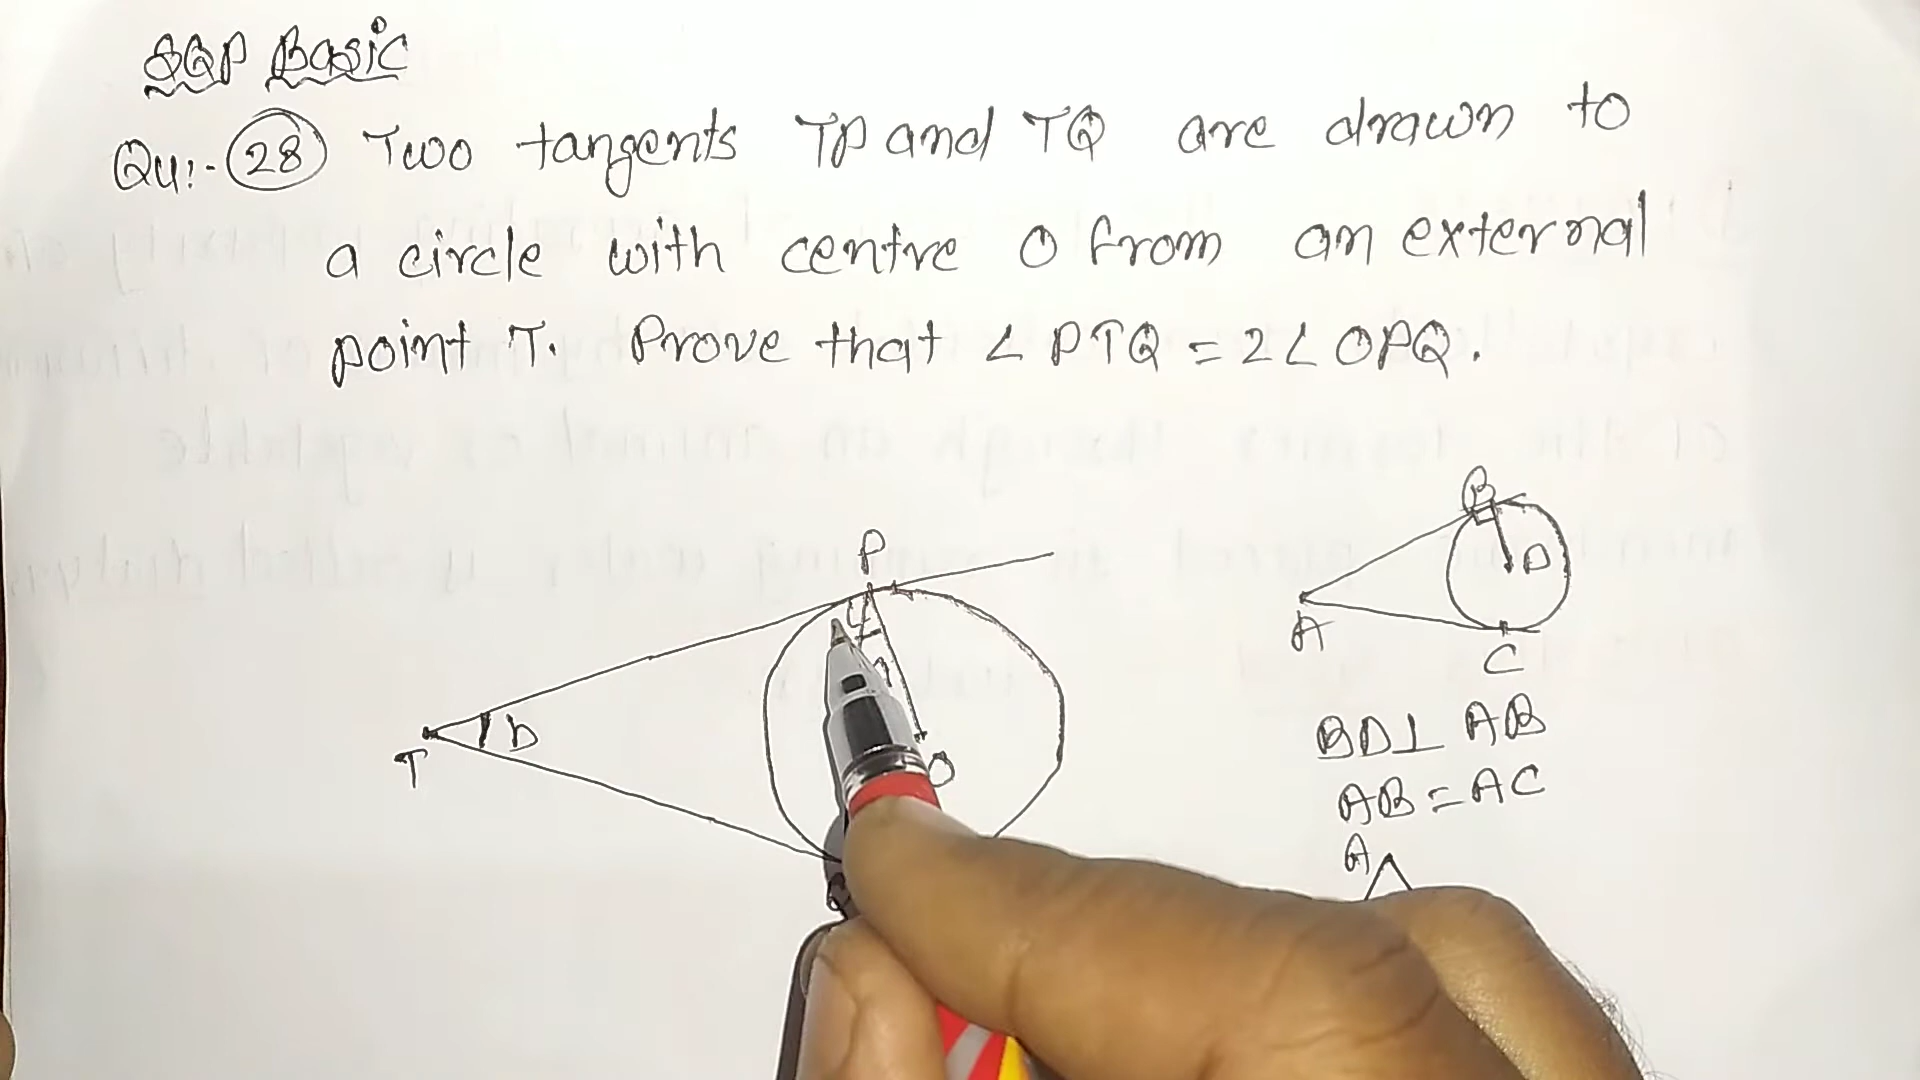 SQP Basic
Qu:- 28 Two tangents TP and TQ are drawn to
a circle with centre O from an external
point T. Prove that ∠PTQ = 2∠OPQ.
P
T
O
B
D
A
C
BD⊥ AB
AB = AC
A